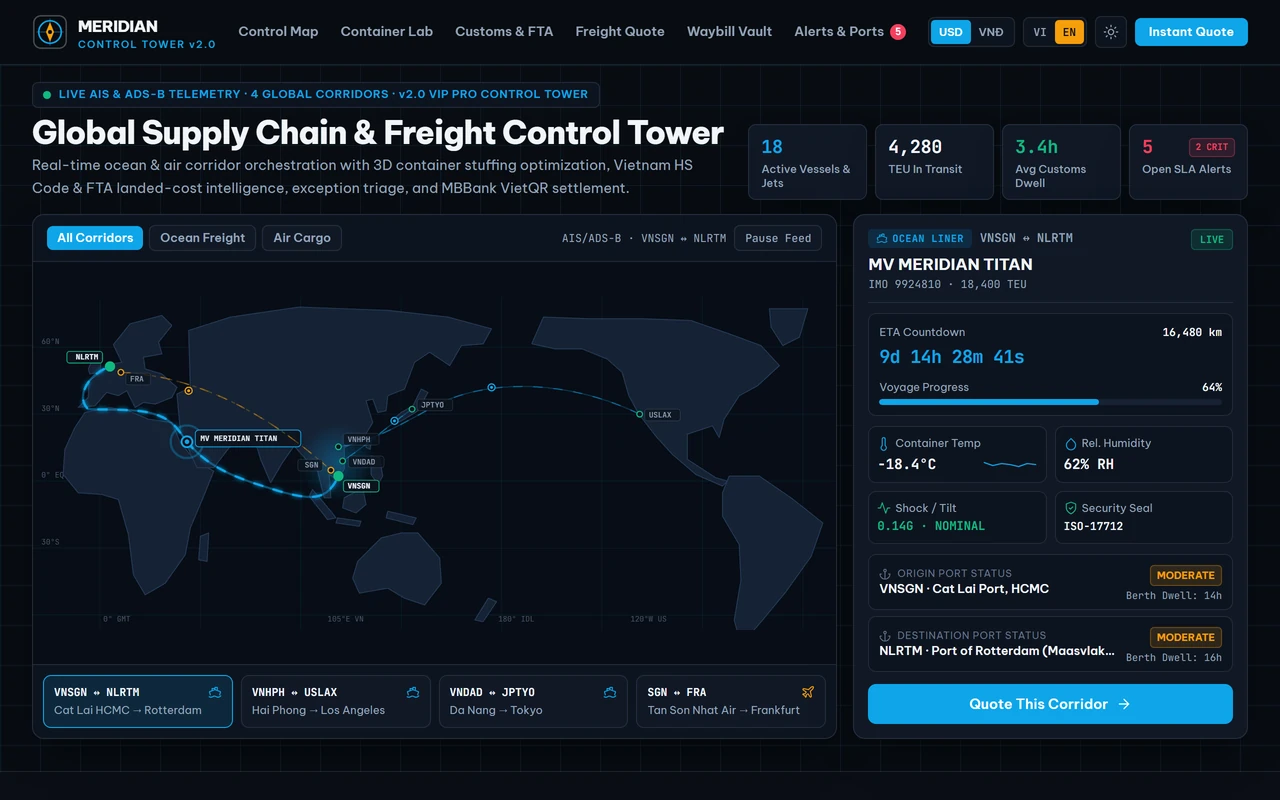 MERIDIAN
CONTROL TOWER v2.0
Control Map
Container Lab
Customs & FTA
Freight Quote
Waybill Vault
Alerts & Ports 5
USD VNĐ
VI EN
Instant Quote
LIVE AIS & ADS-B TELEMETRY · 4 GLOBAL CORRIDORS · v2.0 VIP PRO CONTROL TOWER
Global Supply Chain & Freight Control Tower
Real-time ocean & air corridor orchestration with 3D container stuffing optimization, Vietnam HS
Code & FTA landed-cost intelligence, exception triage, and MBBank VietQR settlement.
18
Active Vessels &
Jets
4,280
TEU In Transit
3.4h
Avg Customs
Dwell
5 2 CRIT
Open SLA Alerts
All Corridors
Ocean Freight
Air Cargo
AIS/ADS-B · VNSGN ↔ NLRTM
Pause Feed
60°N
30°N
0° EQ
30°S
0° GMT
105°E VN
180° IDL
120°W US
NLRTM
FRA
MV MERIDIAN TITAN
SGN
VNHPH
VNDAD
VNSGN
JPTYO
USLAX
VNSGN ↔ NLRTM
Cat Lai HCMC → Rotterdam
VNHPH ↔ USLAX
Hai Phong → Los Angeles
VNDAD ↔ JPTYO
Da Nang → Tokyo
SGN ↔ FRA
Tan Son Nhat Air → Frankfurt
OCEAN LINER VNSGN ↔ NLRTM
LIVE
MV MERIDIAN TITAN
IMO 9924810 · 18,400 TEU
ETA Countdown 16,480 km
9d 14h 28m 41s
Voyage Progress 64%
Container Temp
-18.4°C
Rel. Humidity
62% RH
Shock / Tilt
0.14G · NOMINAL
Security Seal
ISO-17712
ORIGIN PORT STATUS
VNSGN · Cat Lai Port, HCMC
MODERATE
Berth Dwell: 14h
DESTINATION PORT STATUS
NLRTM · Port of Rotterdam (Maasvlak...
MODERATE
Berth Dwell: 16h
Quote This Corridor →